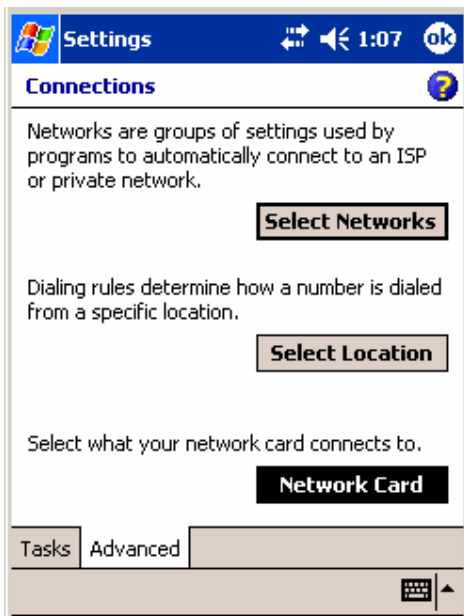 Settings 1:07 ok
Connections ?
Networks are groups of settings used by
programs to automatically connect to an ISP
or private network.
Select Networks
Dialing rules determine how a number is dialed
from a specific location.
Select Location
Select what your network card connects to.
Network Card
Tasks Advanced